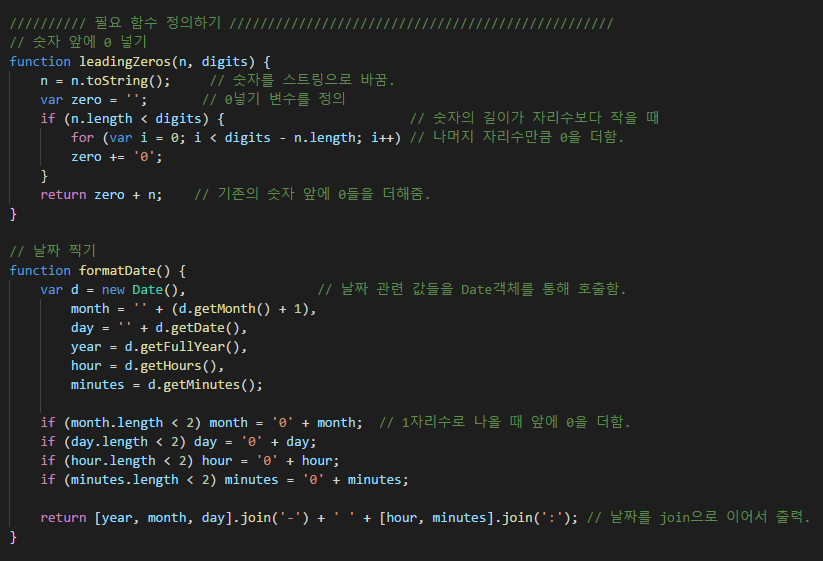 ////////// 필요 함수 정의하기 //////////////////////////////////////////////////
// 숫자 앞에 0 넣기
function leadingZeros(n, digits) {
    n = n.toString();     // 숫자를 스트링으로 바꿈.
    var zero = '';       // 0넣기 변수를 정의
    if (n.length < digits) {                        // 숫자의 길이가 자리수보다 작을 때
        for (var i = 0; i < digits - n.length; i++) // 나머지 자리수만큼 0을 더함.
        zero += '0';
    }
    return zero + n;    // 기존의 숫자 앞에 0들을 더해줌.
}
// 날짜 찍기
function formatDate() {
    var d = new Date(),                 // 날짜 관련 값들을 Date객체를 통해 호출함.
        month = '' + (d.getMonth() + 1),
        day = '' + d.getDate(),
        year = d.getFullYear(),
        hour = d.getHours(),
        minutes = d.getMinutes();
    if (month.length < 2) month = '0' + month;  // 1자리수로 나올 때 앞에 0을 더함.
    if (day.length < 2) day = '0' + day;
    if (hour.length < 2) hour = '0' + hour;
    if (minutes.length < 2) minutes = '0' + minutes;
    return [year, month, day].join('-') + ' ' + [hour, minutes].join(':'); // 날짜를 join으로 이어서 출력.
}